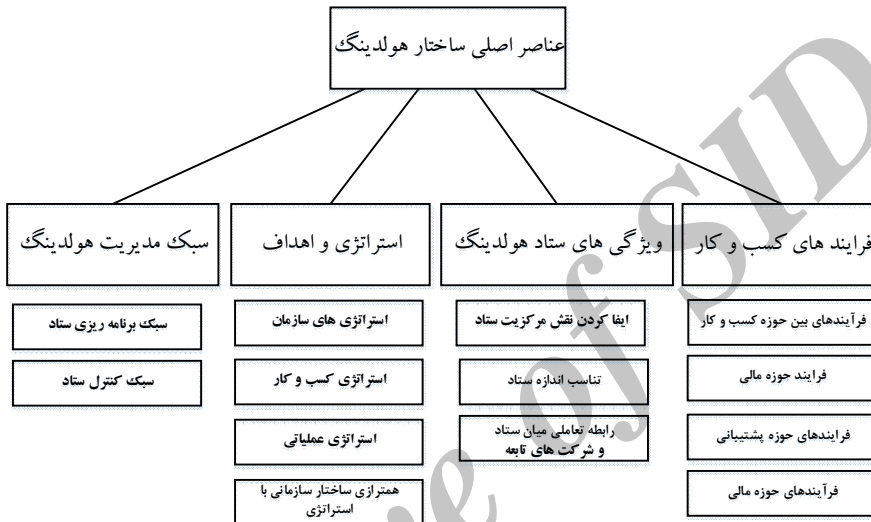 عناصر اصلی ساختار هولدینگ
فرایند های کسب و کار
ویژگی های ستاد هولدینگ
استراتژی و اهداف
سبک مدیریت هولدینگ
فرآیندهای بین حوزه کسب و کار
فرایند حوزه مالی
فرایندهای حوزه پشتیبانی
فرآیندهای حوزه مالی
ایفا کردن نقش مرکزیت ستاد
تناسب اندازه ستاد
رابطه تعاملی میان ستاد
و شرکت های تابعه
استراتژی های سازمان
استراتژی کسب و کار
استراتژی عملیاتی
همترازی ساختار سازمانی با
استراتژی
سبک برنامه ریزی ستاد
سبک کنترل ستاد
ve of SID